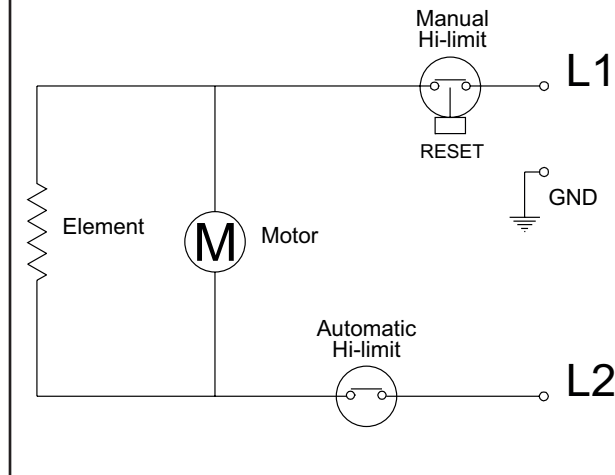 Manual
Hi-limit
L1
RESET
GND
Element
M
Motor
Automatic
Hi-limit
L2